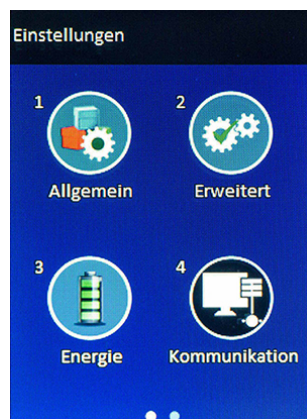 Einstellungen
1
2
Allgemein
Erweitert
3
4
Energie
Kommunikation